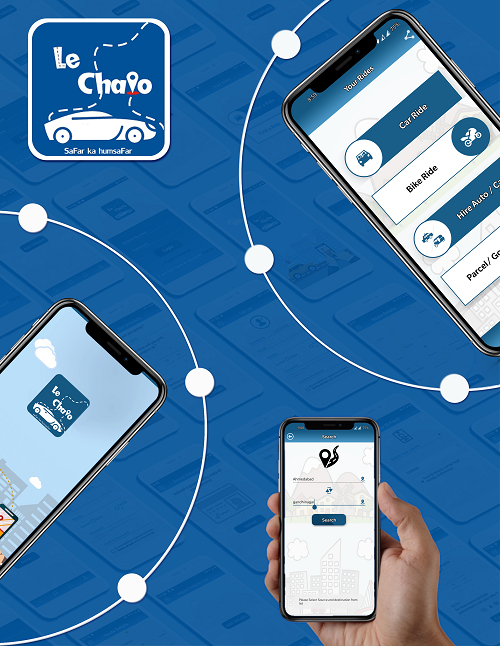 Le
Chalo
SaFar ka humsaFar
Your Rides
Car Ride
Bike Ride
Hire Auto /
Parcel/
Le
Chalo
Search
Ahmedabad
gandhinagar
Search
Please Select Source and destination from
list